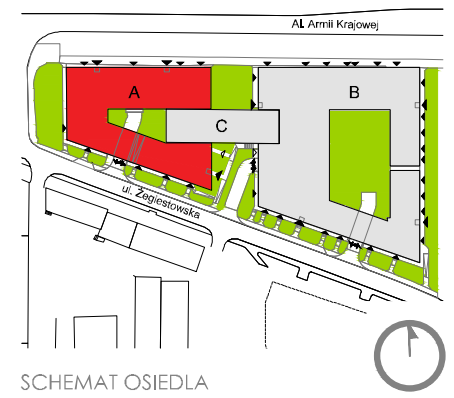 Al. Armii Krajowej
A
B
C
ul. Żegiestowska
SCHEMAT OSIEDLA